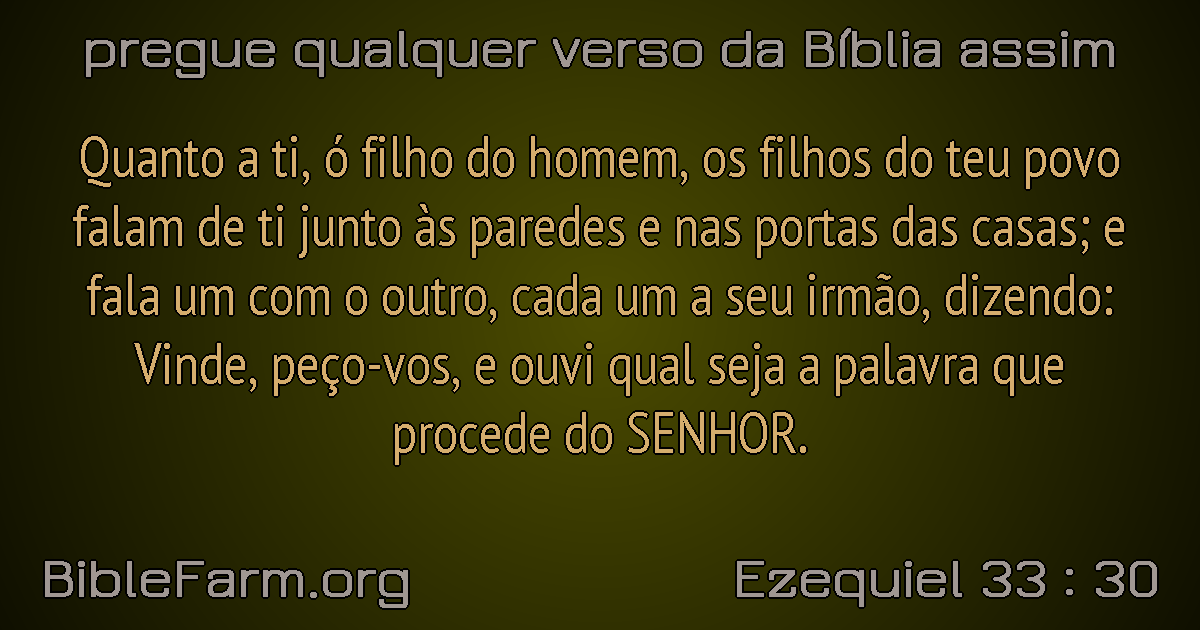 pregue qualquer verso da Bíblia assim
Quanto a ti, ó filho do homem, os filhos do teu povo
falam de ti junto às paredes e nas portas das casas; e
fala um com o outro, cada um a seu irmão, dizendo:
Vinde, peço-vos, e ouvi qual seja a palavra que
procede do SENHOR.
BibleFarm.org
Ezequiel 33 : 30